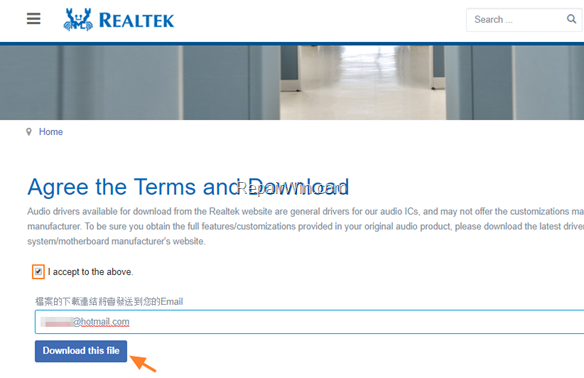 REALTEK
Search ...
Home
Agree the Terms and Download
RepairWin.com
Audio drivers available for download from the Realtek website are general drivers for our audio ICs, and may not offer the customizations ma
manufacturer. To be sure you obtain the full features/customizations provided in your original audio product, please download the latest drive
system/motherboard manufacturer's website.
I accept to the above.
檔案的下載連結將會發送到您的Email
@hotmail.com
Download this file